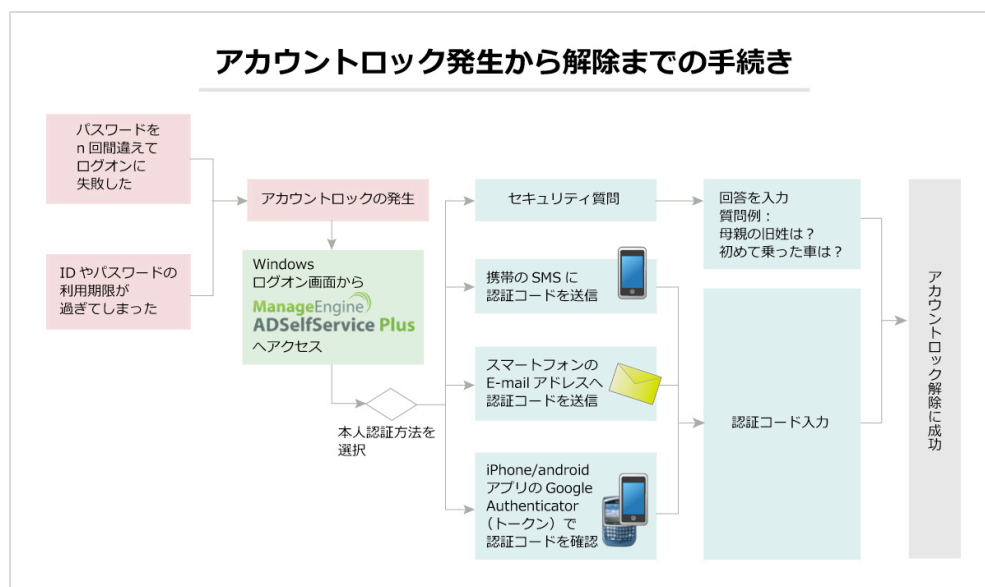 アカウントロック発生から解除までの手続き
パスワードを
n 回間違えて
ログオンに
失敗した
ID やパスワードの
利用期限が
過ぎてしまった
アカウントロックの発生
Windows
ログオン画面から
ManageEngine
ADSelfService Plus
へアクセス
本人認証方法を
選択
セキュリティ質問
携帯の SMS に
認証コードを送信
スマートフォンの
E-mail アドレスへ
認証コードを送信
iPhone/android
アプリの Google
Authenticator
（トークン）で
認証コードを確認
回答を入力
質問例：
母親の旧姓は？
初めて乗った車は？
認証コード入力
アカウントロック解除に成功